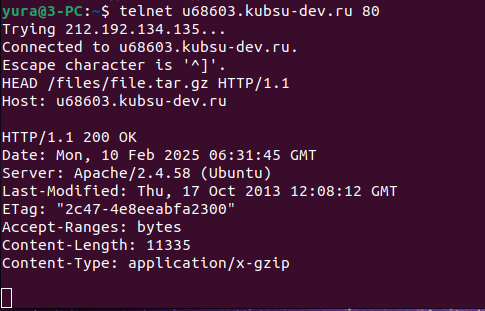 yura@3-PC:~$ telnet u68603.kubsu-dev.ru 80
Trying 212.192.134.135...
Connected to u68603.kubsu-dev.ru.
Escape character is '^]'.
HEAD /files/file.tar.gz HTTP/1.1
Host: u68603.kubsu-dev.ru

HTTP/1.1 200 OK
Date: Mon, 10 Feb 2025 06:31:45 GMT
Server: Apache/2.4.58 (Ubuntu)
Last-Modified: Thu, 17 Oct 2013 12:08:12 GMT
ETag: "2c47-4e8eeabfa2300"
Accept-Ranges: bytes
Content-Length: 11335
Content-Type: application/x-gzip